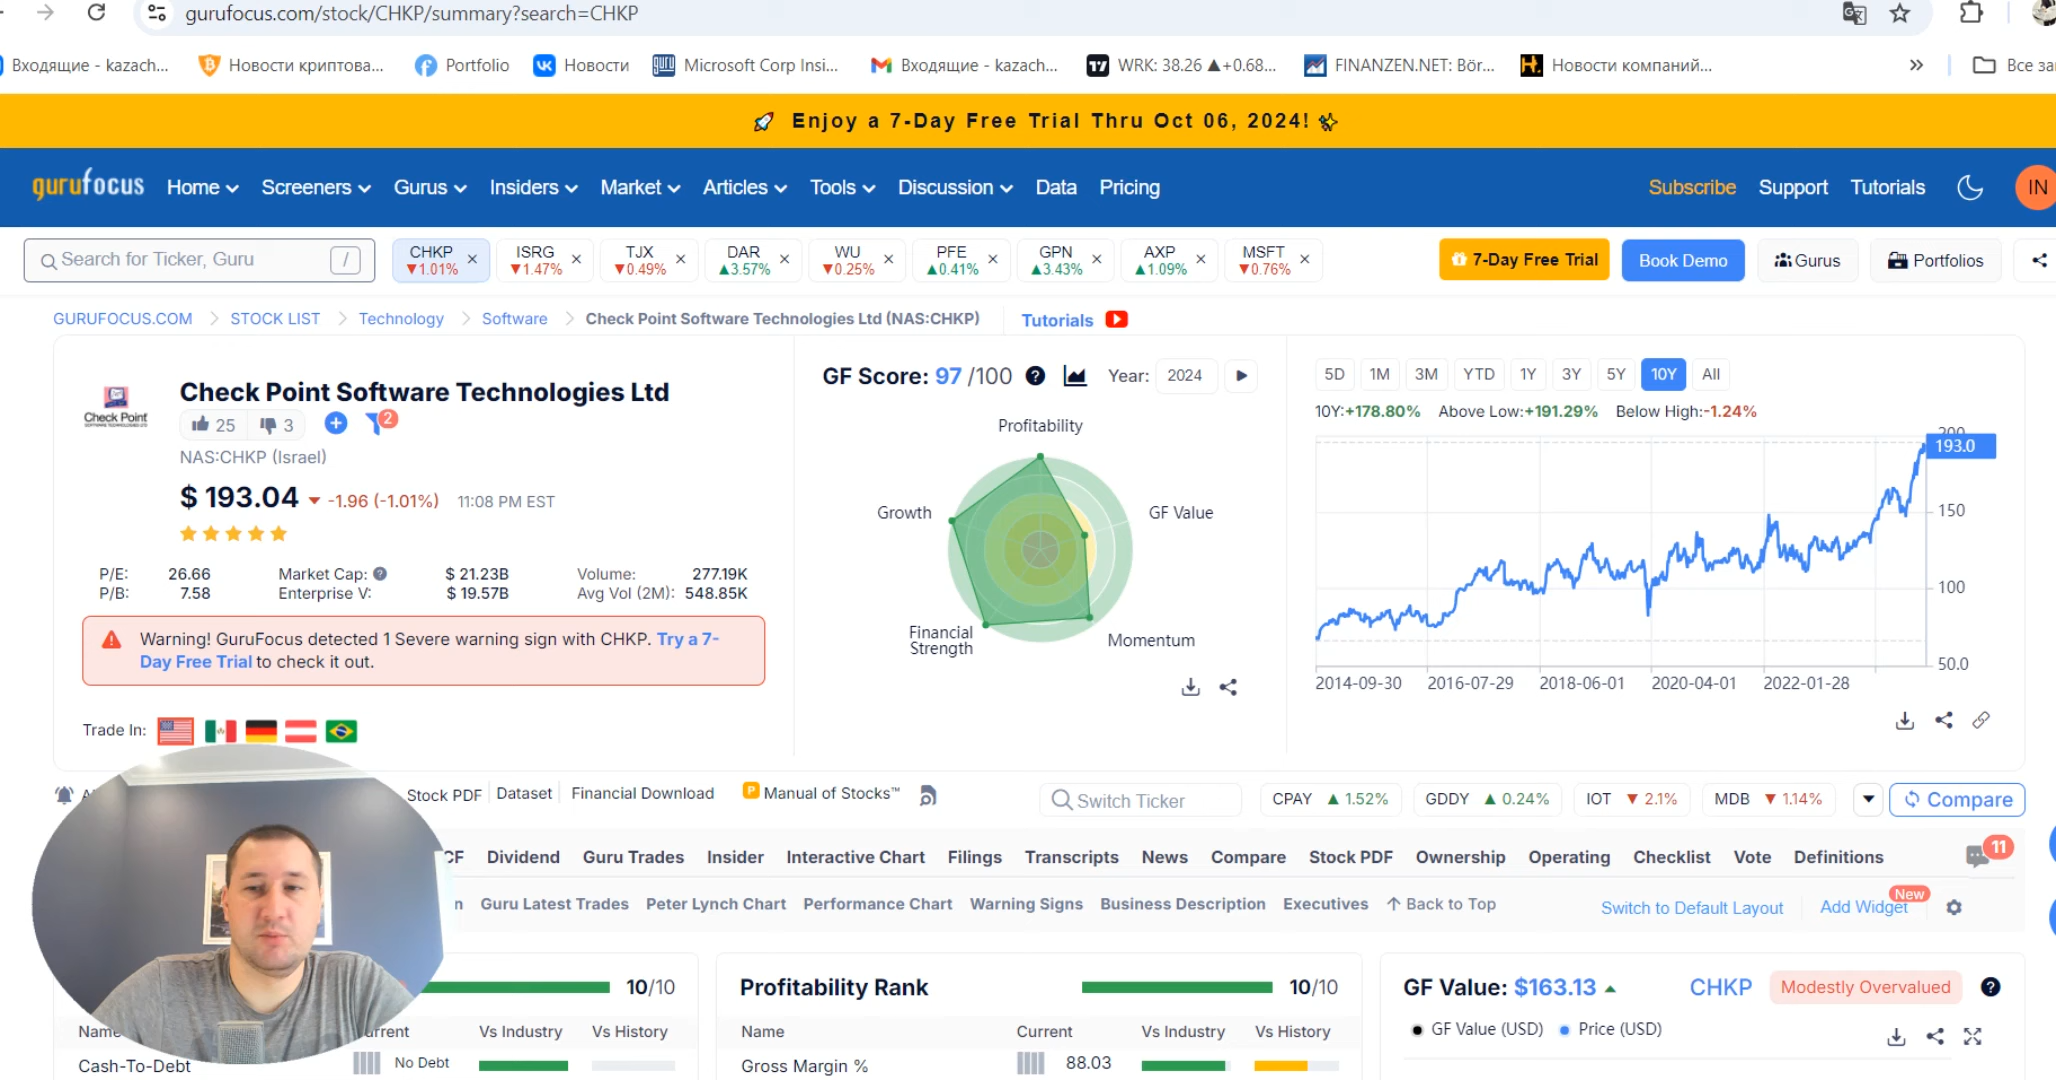 gurufocus.com/stock/CHKP/summary?search=CHKP
Входящие - kazach...
Новости криптова...
Portfolio
Новости
Microsoft Corp Insi...
Входящие - kazach...
WRK: 38.26 ▲+0.68...
FINANZEN.NET: Bör...
Новости компаний...
»
Enjoy a 7-Day Free Trial Thru Oct 06, 2024!
gurufocus Home Screeners Gurus Insiders Market Articles Tools Discussion Data Pricing Subscribe Support Tutorials IN
Search for Ticker, Guru /
CHKP ▼1.01%
ISRG ▼1.47%
TJX ▼0.49%
DAR ▲3.57%
WU ▼0.25%
PFE ▲0.41%
GPN ▲3.43%
AXP ▲1.09%
MSFT ▼0.76%
7-Day Free Trial
Book Demo
Gurus
Portfolios
GURUFOCUS.COM > STOCK LIST > Technology > Software > Check Point Software Technologies Ltd (NAS:CHKP)
Tutorials
Check Point
Check Point Software Technologies Ltd
25 3 2
NAS:CHKP (Israel)
$ 193.04 ▼ -1.96 (-1.01%) 11:08 PM EST
P/E: 26.66 Market Cap: $ 21.23B Volume: 277.19K
P/B: 7.58 Enterprise V: $ 19.57B Avg Vol (2M): 548.85K
Warning! GuruFocus detected 1 Severe warning sign with CHKP. Try a 7-
Day Free Trial to check it out.
Trade In:
GF Score: 97 /100 ? Year: 2024
Profitability
Growth
GF Value
Financial
Strength
Momentum
5D 1M 3M YTD 1Y 3Y 5Y 10Y All
10Y:+178.80% Above Low:+191.29% Below High:-1.24%
200
193.0
150
100
50.0
2014-09-30 2016-07-29 2018-06-01 2020-04-01 2022-01-28
Stock PDF Dataset Financial Download P Manual of Stocks™
Switch Ticker
CPAY ▲ 1.52%
GDDY ▲ 0.24%
IOT ▼ 2.1%
MDB ▼ 1.14%
Compare
CF Dividend Guru Trades Insider Interactive Chart Filings Transcripts News Compare Stock PDF Ownership Operating Checklist Vote Definitions 11
n Guru Latest Trades Peter Lynch Chart Performance Chart Warning Signs Business Description Executives ↑ Back to Top Switch to Default Layout Add Widget New
10/10
Vs Industry Vs History
Cash-To-Debt No Debt
Profitability Rank 10/10
Name Current Vs Industry Vs History
Gross Margin % 88.03
GF Value: $163.13 ▲ CHKP Modestly Overvalued ?
GF Value (USD) Price (USD)